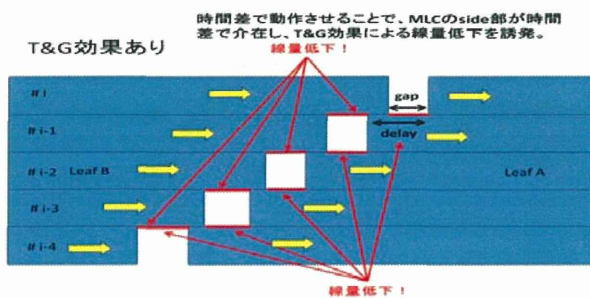 時間差で動作させることで、MLCのside部が時間
差で介在し、T&G効果による線量低下を誘発。
T&G効果あり
線量低下！
# i
gap
# i-1
delay
# i-2
Leaf B
Leaf A
# i-3
# i-4
線量低下！